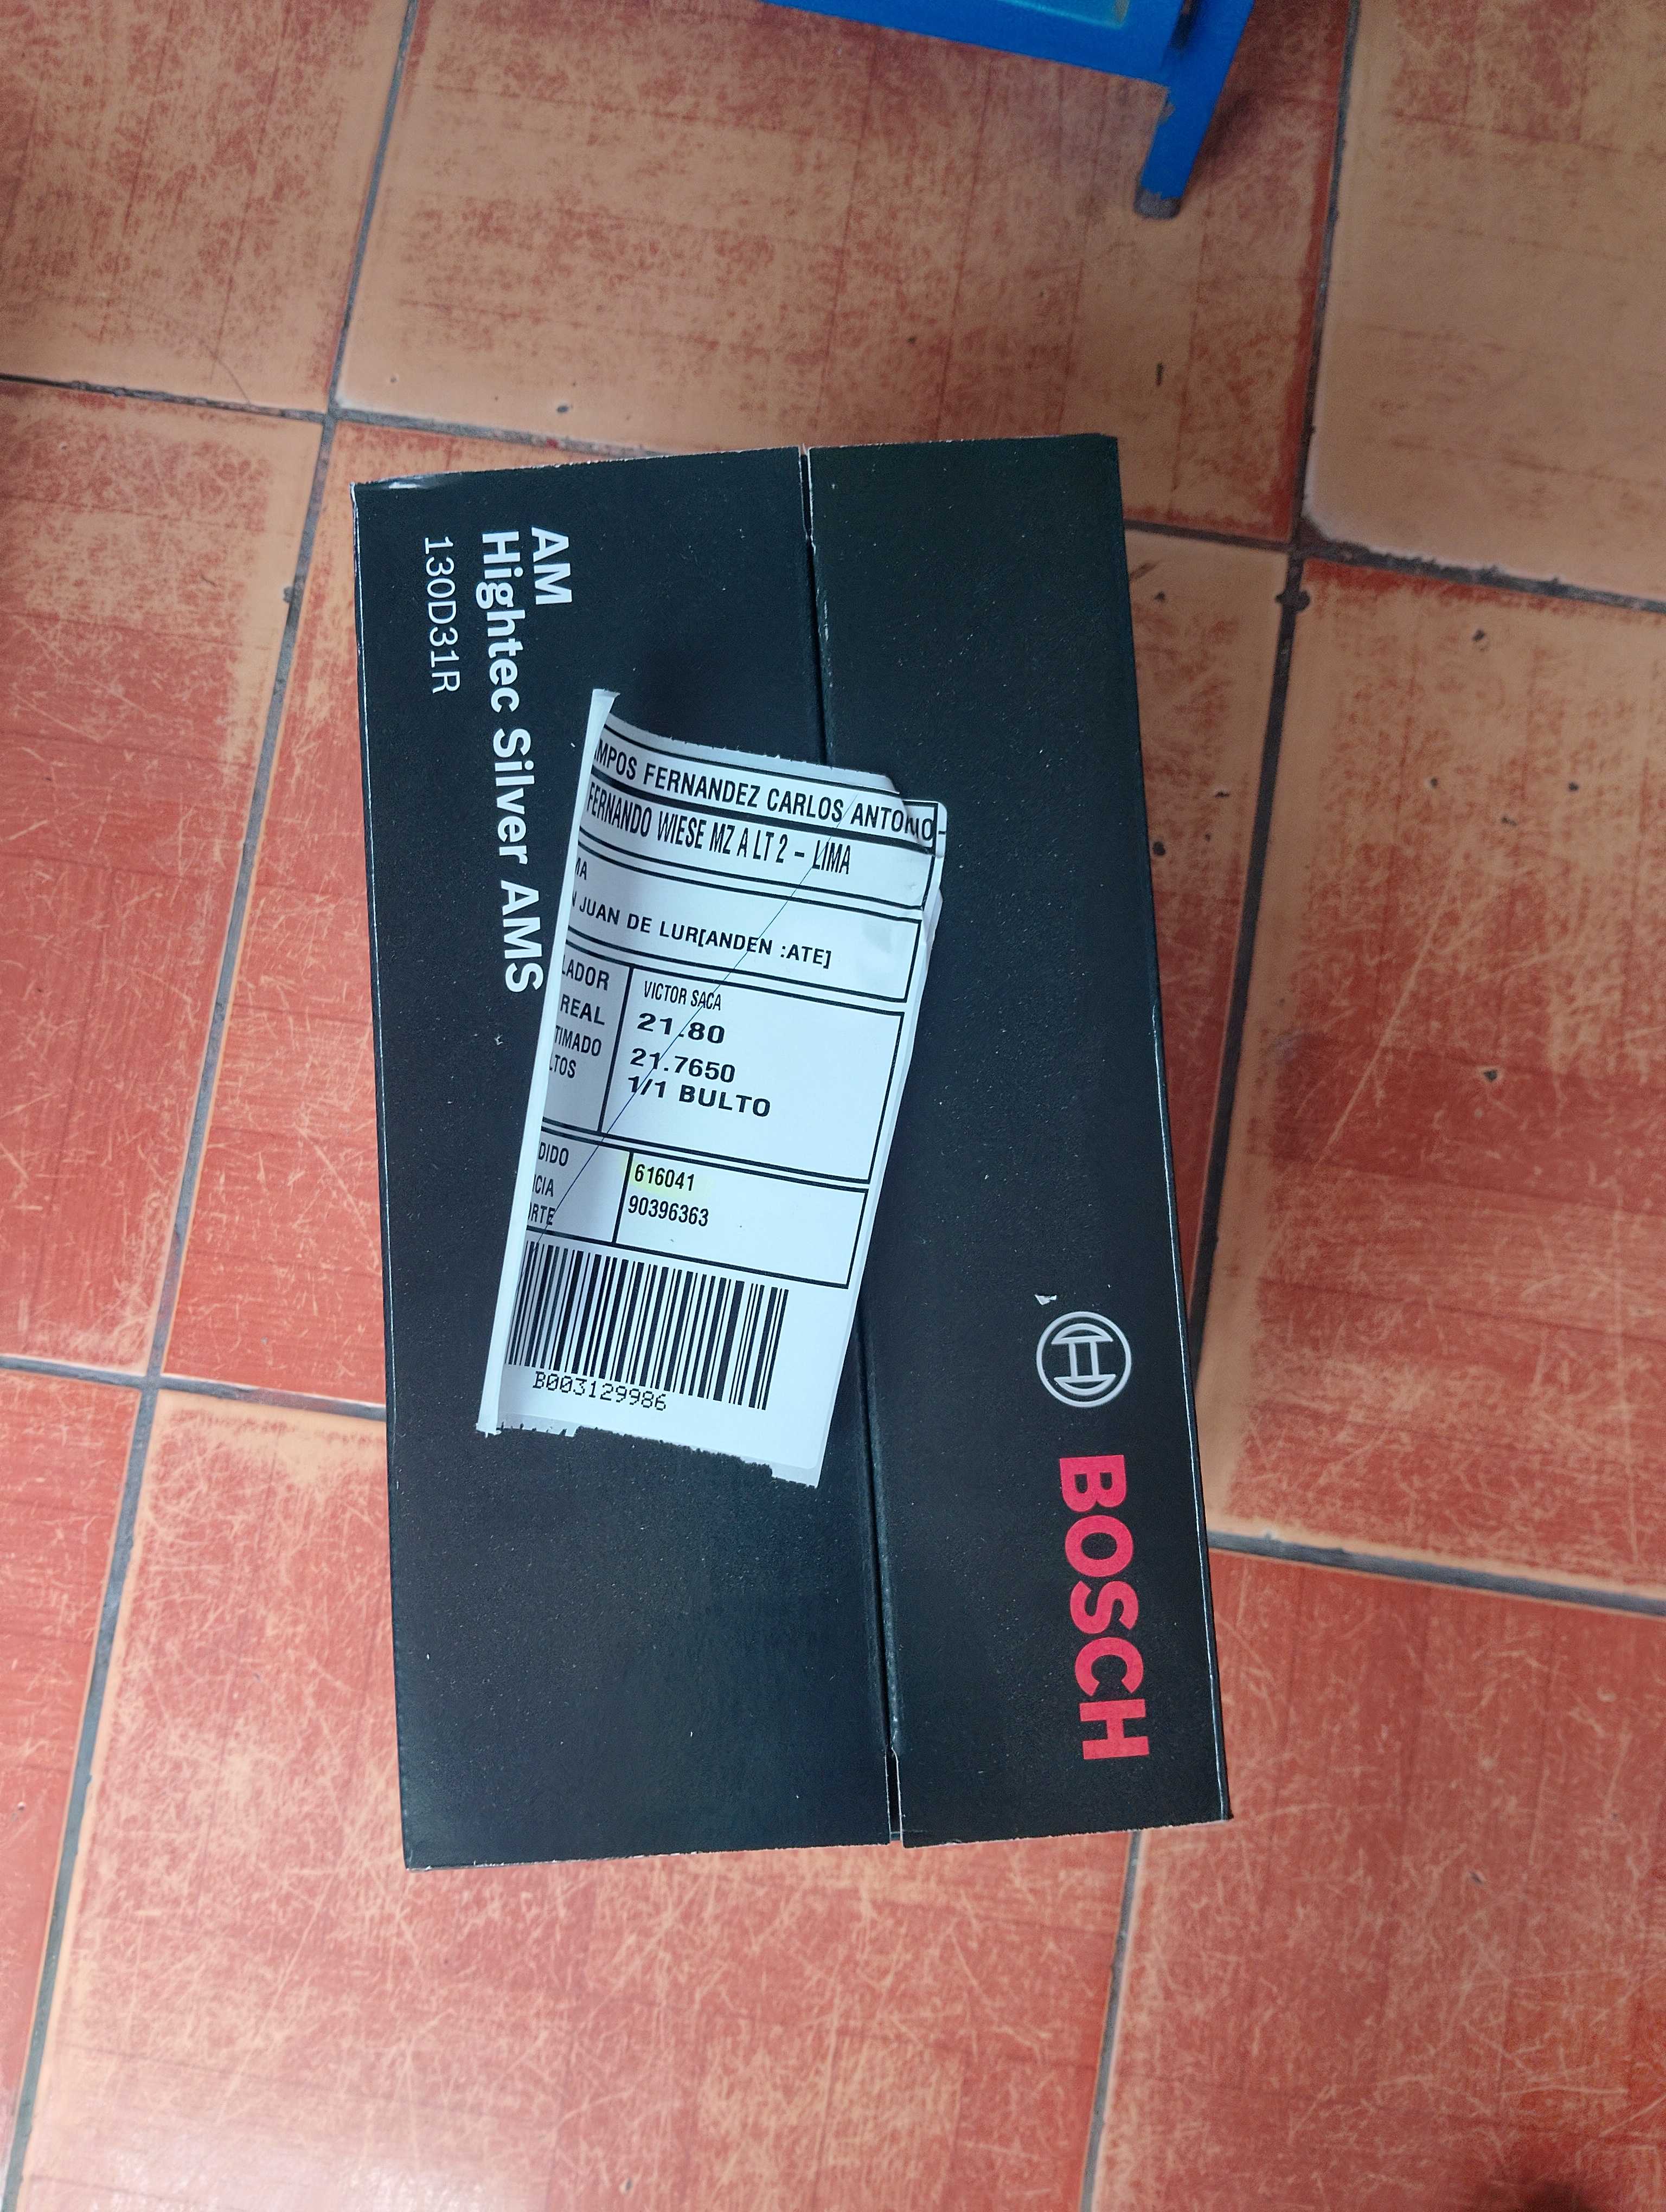 AM
Hightec Silver AMS
130D31R
MPOS FERNANDEZ CARLOS ANTONIO-
FERNANDO WIESE MZ A LT 2 - LIMA
MA
N JUAN DE LUR[ANDEN :ATE]
LADOR VICTOR SACA
REAL 21.80
TIMADO 21.7650
LTOS 1/1 BULTO
DIDO 616041
CIA 90396363
RTE
B003129986
BOSCH